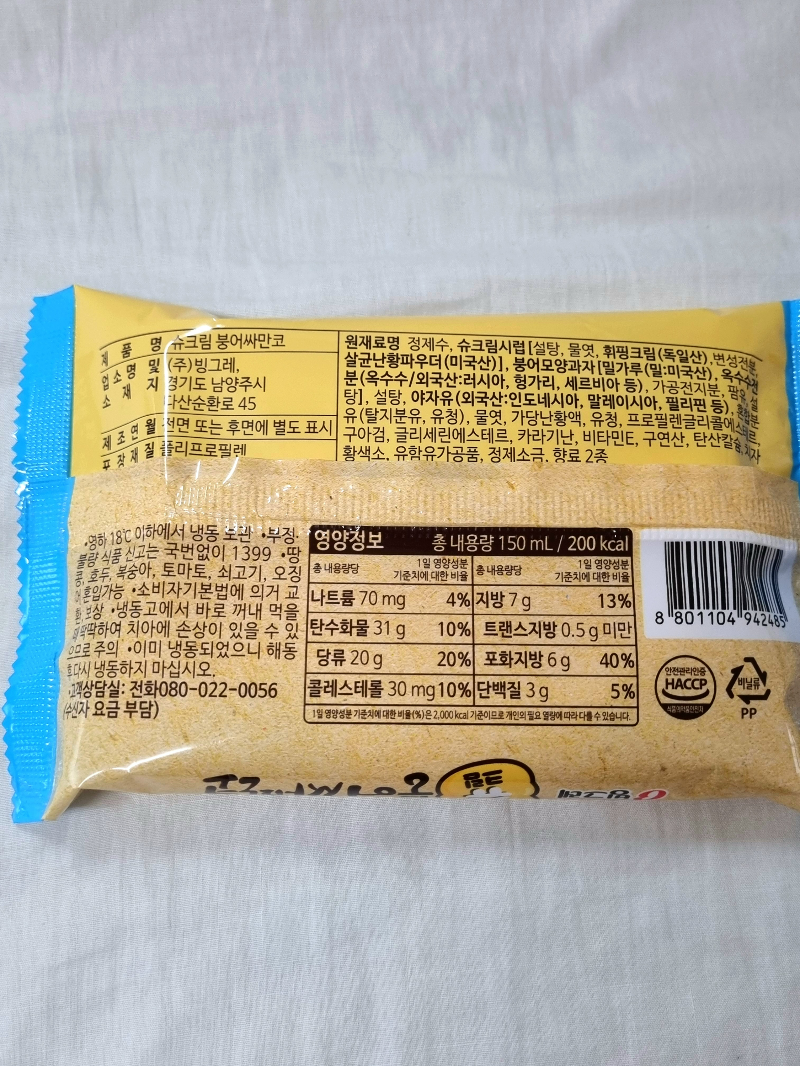 제 품 명 슈크림 붕어싸만코
업소명 및 (주)빙그레,
소 재 지 경기도 남양주시
다산순환로 45
제조연월 전면 또는 후면에 별도 표시
포장재질 폴리프로필렌
원재료명 정제수, 슈크림시럽[설탕, 물엿, 휘핑크림(독일산), 변성전분,
살균난황파우더(미국산)], 붕어모양과자[밀가루(밀:미국산), 옥수수전
분(옥수수/외국산:러시아, 헝가리, 세르비아 등), 가공전지분,
탕], 설탕, 야자유(외국산:인도네시아, 말레이시아, 필리핀 등),
유(탈지분유, 유청), 물엿, 가당난황액, 유청, 프로필렌글리콜에스테르,
구아검, 글리세린에스테르, 카라기난, 비타민E, 구연산, 탄산칼슘, 치자
황색소, 유함유가공품, 정제소금, 향료 2종
•영하 18℃ 이하에서 냉동 보관 •부정·
불량 식품 신고는 국번없이 1399 •땅
콩, 호두, 복숭아, 토마토, 쇠고기, 오징
어 혼입가능 •소비자기본법에 의거 교
환, 보상 •냉동고에서 바로 꺼내 먹을
때 딱딱하여 치아에 손상이 있을 수 있
으므로 주의 •이미 냉동되었으니 해동
후 다시 냉동하지 마십시오.
•고객상담실: 전화080-022-0056
(수신자 요금 부담)
영양정보 총 내용량 150 mL / 200 kcal
총 내용량당 1일 영양성분 기준치에 대한 비율 총 내용량당 1일 영양성분 기준치에 대한 비율
나트륨 70 mg 4% 지방 7 g 13%
탄수화물 31 g 10% 트랜스지방 0.5 g 미만
당류 20 g 20% 포화지방 6 g 40%
콜레스테롤 30 mg 10% 단백질 3 g 5%
1일 영양성분 기준치에 대한 비율(%)은 2,000 kcal 기준이므로 개인의 필요 열량에 따라 다를 수 있습니다.
8 801104 942485
안전관리인증
HACCP
식품의약품안전처
비닐류
PP